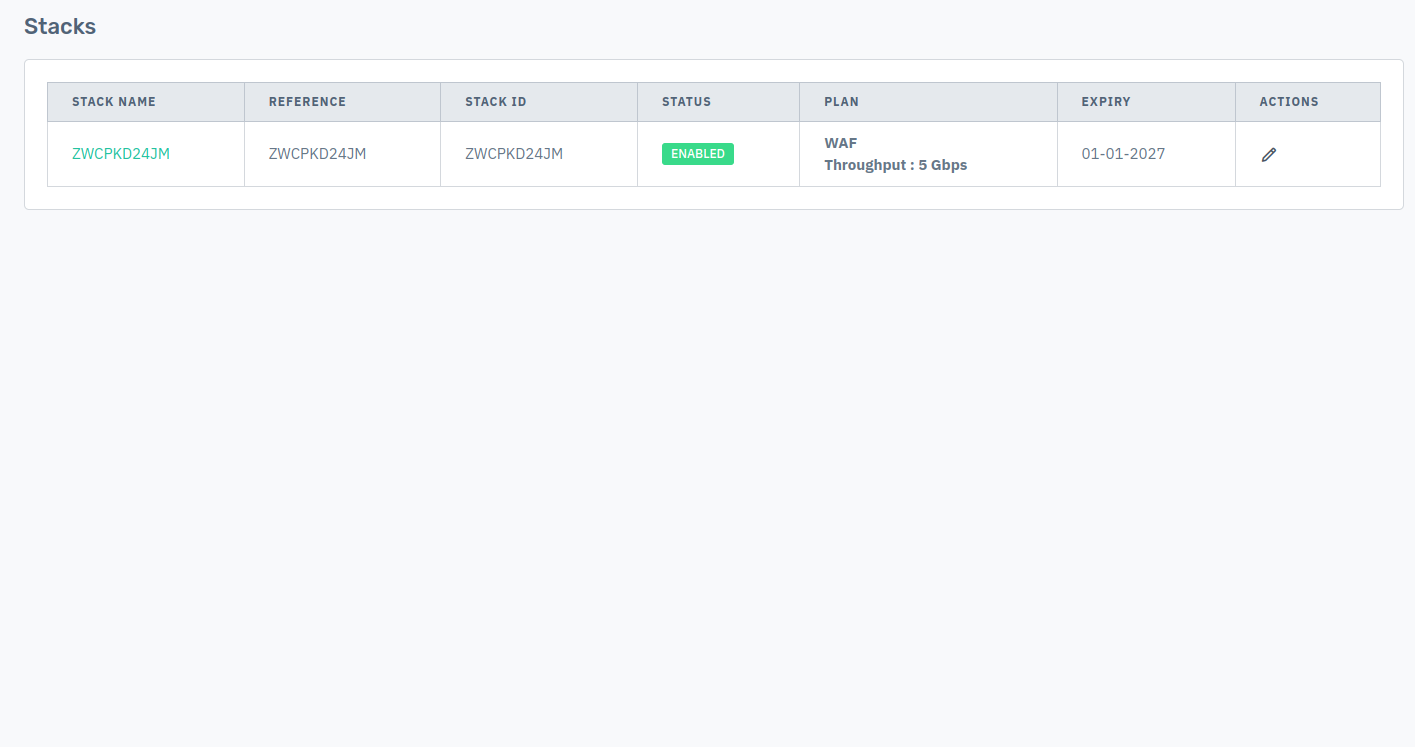 Stacks
STACK NAME REFERENCE STACK ID STATUS PLAN EXPIRY ACTIONS
ZWCPKD24JM ZWCPKD24JM ZWCPKD24JM ENABLED WAF 01-01-2027
Throughput : 5 Gbps